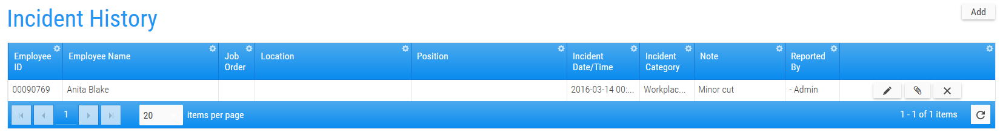 Incident History
Add
Employee ID
Employee Name
Job Order
Location
Position
Incident Date/Time
Incident Category
Note
Reported By
00090769
Anita Blake
2016-03-14 00:...
Workplac...
Minor cut
- Admin
1
20
items per page
1 - 1 of 1 items